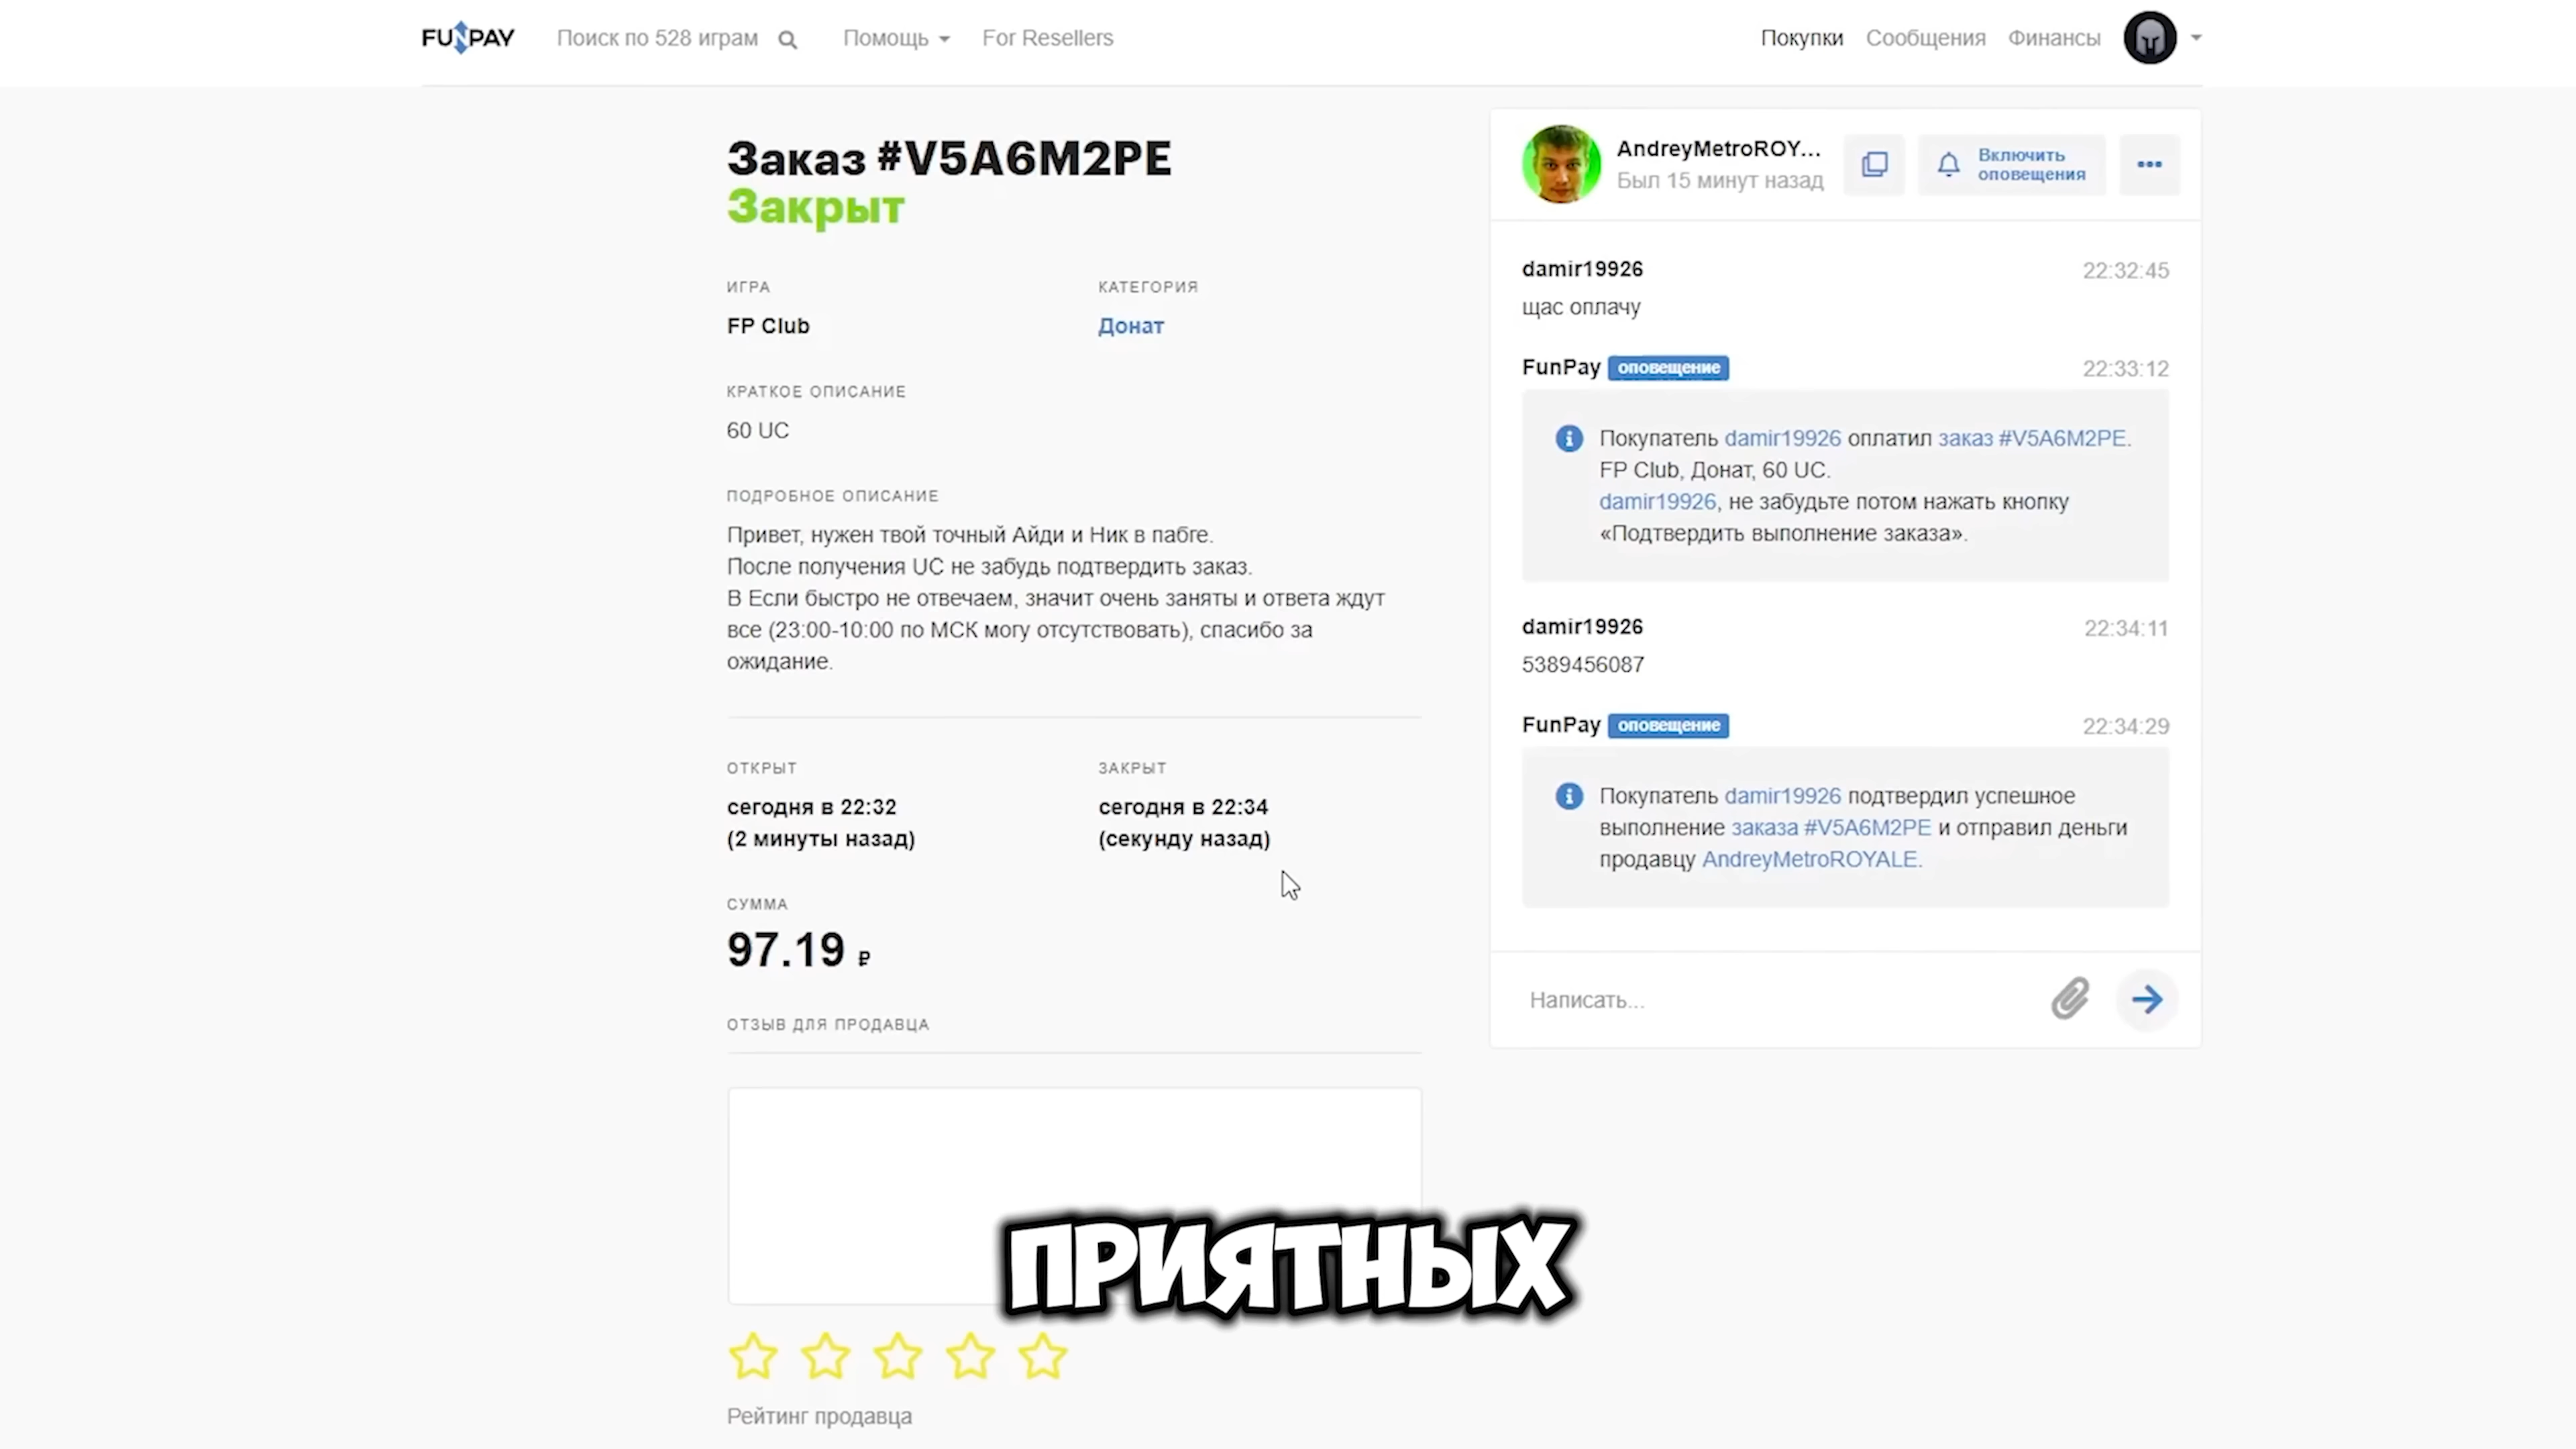 FUNPAY
Поиск по 528 играм
Помощь
For Resellers
Покупки
Сообщения
Финансы
Заказ #V5A6M2PE
Закрыт
ИГРА
КАТЕГОРИЯ
FP Club
Донат
КРАТКОЕ ОПИСАНИЕ
60 UC
ПОДРОБНОЕ ОПИСАНИЕ
Привет, нужен твой точный Айди и Ник в пабге.
После получения UC не забудь подтвердить заказ.
В Если быстро не отвечаем, значит очень заняты и ответа ждут
все (23:00-10:00 по МСК могу отсутствовать), спасибо за
ожидание.
ОТКРЫТ
ЗАКРЫТ
сегодня в 22:32
(2 минуты назад)
сегодня в 22:34
(секунду назад)
СУММА
97.19 ₽
ОТЗЫВ ДЛЯ ПРОДАВЦА
ПРИЯТНЫХ
Рейтинг продавца
AndreyMetroROY...
Был 15 минут назад
Включить
оповещения
damir19926
22:32:45
щас оплачу
FunPay оповещение
22:33:12
Покупатель damir19926 оплатил заказ #V5A6M2PE.
FP Club, Донат, 60 UC.
damir19926, не забудьте потом нажать кнопку
«Подтвердить выполнение заказа».
damir19926
22:34:11
5389456087
FunPay оповещение
22:34:29
Покупатель damir19926 подтвердил успешное
выполнение заказа #V5A6M2PE и отправил деньги
продавцу AndreyMetroROYALE.
Написать...